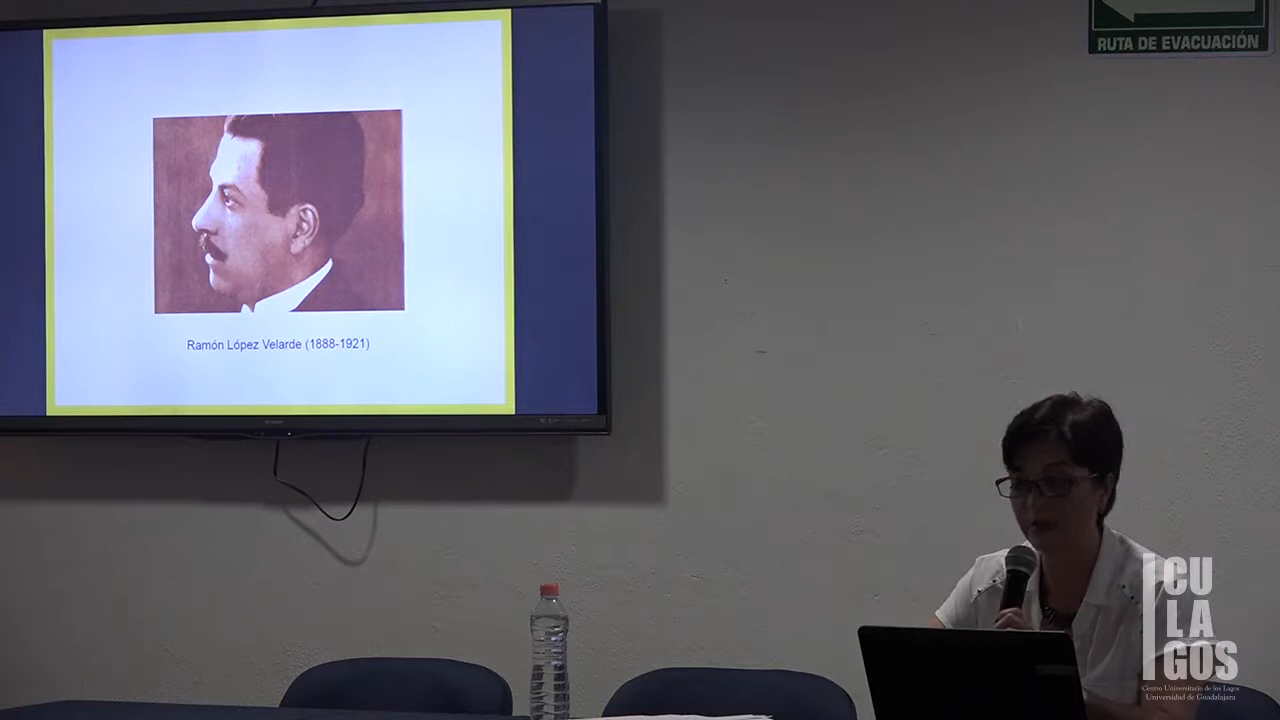 RUTA DE EVACUACIÓN
Ramón López Velarde (1888-1921)
CU
LA
GOS
Centro Universitario de los Lagos
Universidad de Guadalajara